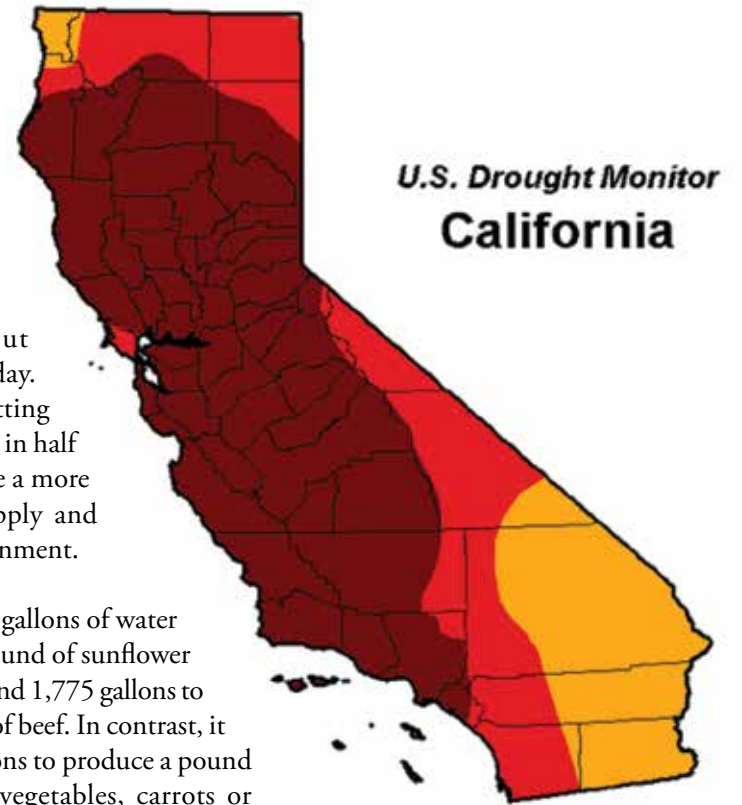 U.S. Drought Monitor
California
ut
day.
tting
in half
e a more
pply and
nment.
gallons of water
und of sunflower
nd 1,775 gallons to
of beef. In contrast, it
ons to produce a pound
vegetables, carrots or